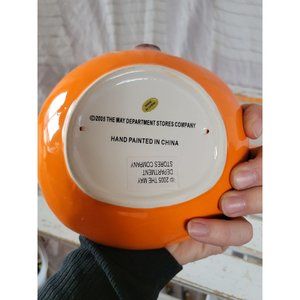 ©2005 THE MAY DEPARTMENT STORES COMPANY
HAND PAINTED IN CHINA
© 2005 THE MAY
DEPARTMENT
STORES COMPANY